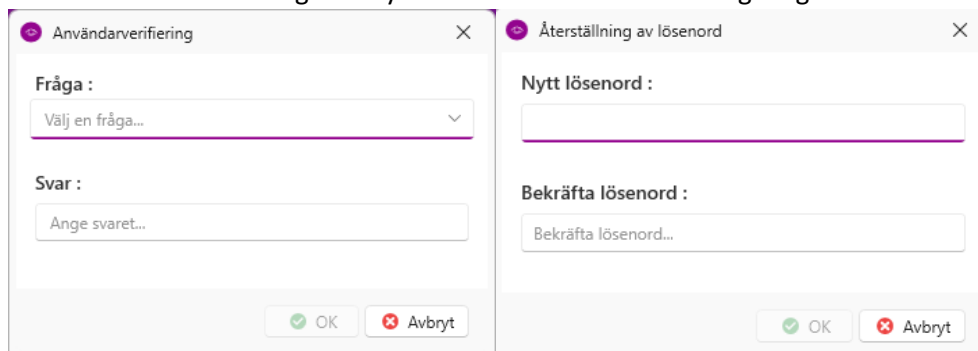 Användarverifiering
Fråga :
Välj en fråga...
Svar :
Ange svaret...
OK Avbryt
Återställning av lösenord
Nytt lösenord :
Bekräfta lösenord :
Bekräfta lösenord...
OK Avbryt